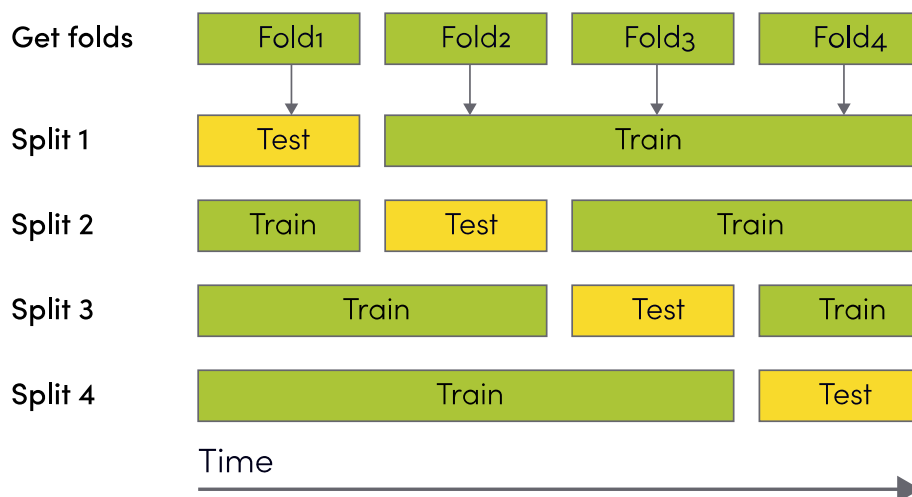 Get folds Fold1 Fold2 Fold3 Fold4
Split 1 Test Train
Split 2 Train Test Train
Split 3 Train Test Train
Split 4 Train Test
Time